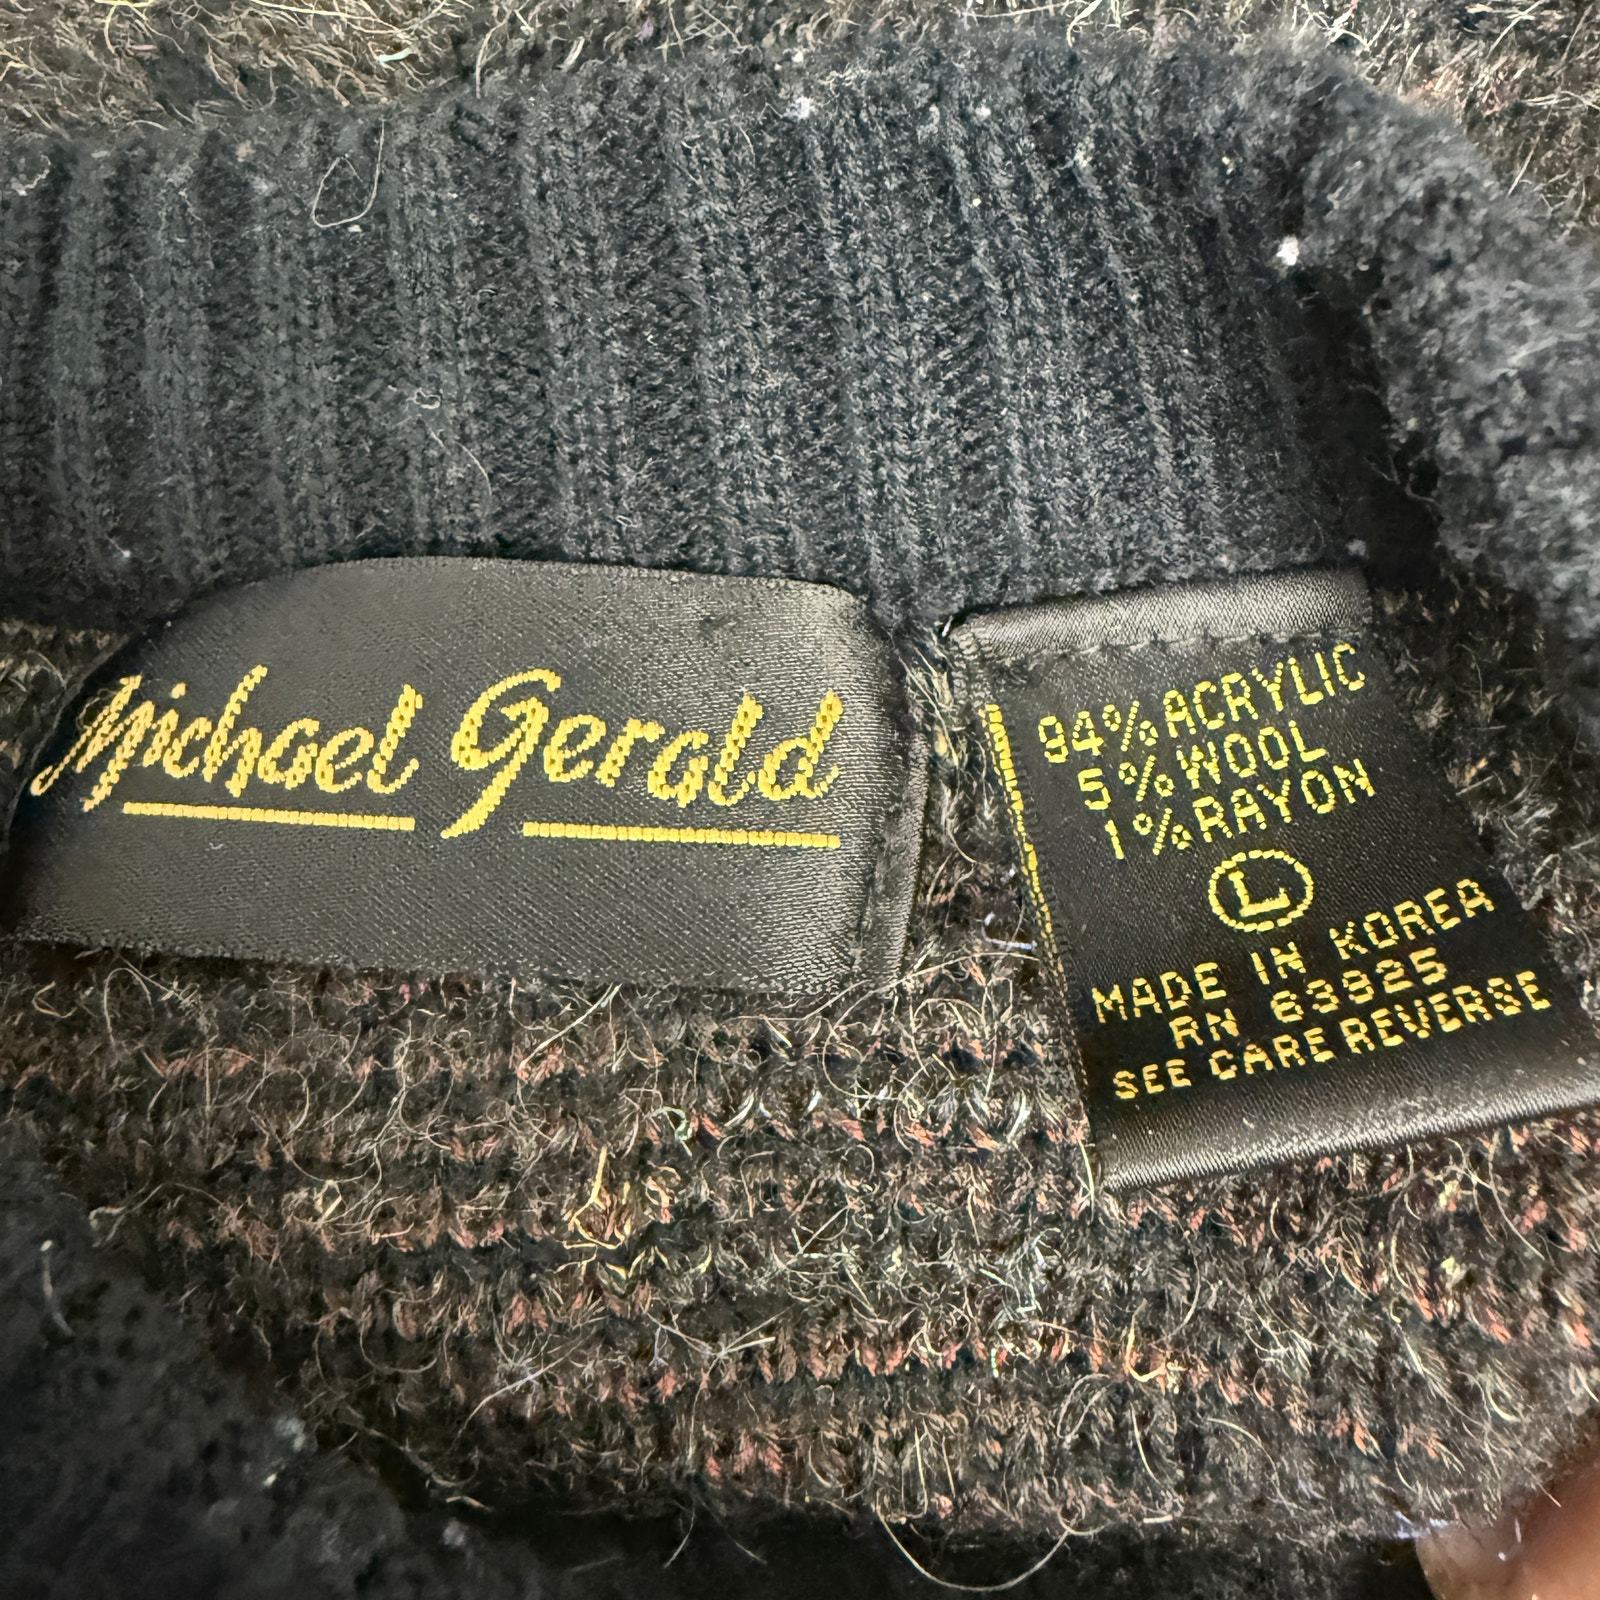 Michael Gerald
94% ACRYLIC
5% WOOL
1% RAYON
L
MADE IN KOREA
RN 63925
SEE CARE REVERSE